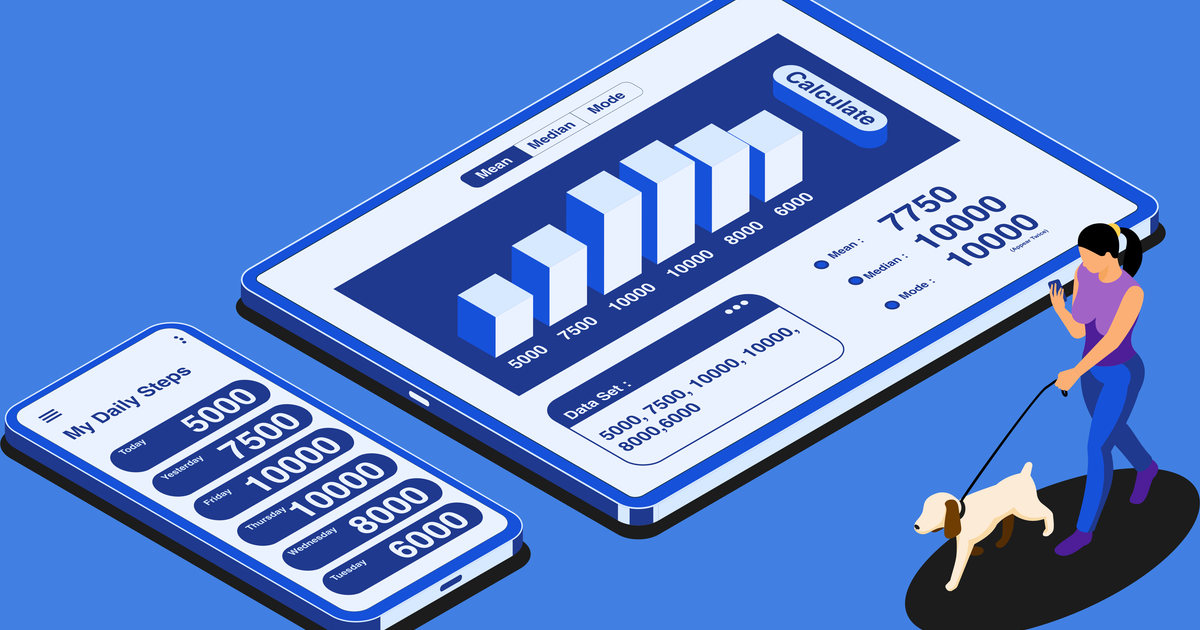 My Daily Steps
Today 5000
Yesterday 7500
Friday 10000
Thursday 10000
Wednesday 8000
Tuesday 6000
Mean Median Mode
Calculate
5000 7500 10000 10000 8000 6000
Mean : 7750
Median : 10000
Mode : 10000
(Appear Twice)
Data Set :
5000, 7500, 10000, 10000,
8000,6000